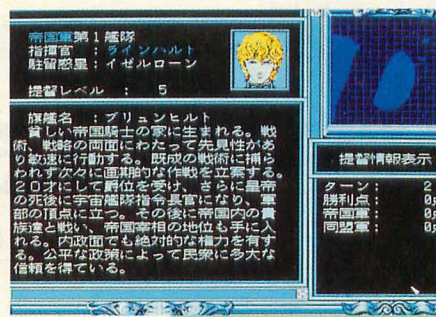 帝国軍第1艦隊
指揮官 : ラインハルト
駐留惑星:イゼルローン
提督レベル : 5
旗艦名 : ブリュンヒルト
貧しい帝国騎士の家に生まれる。戦
術、戦略の両面にわたって先見性があ
り敏速に行動する。既成の戦術に捕ら
われず次々に画期的な作戦を立案する。
20才にして爵位を受け、さらに皇帝
の死後に宇宙艦隊指令長官になり、軍
部の頂点に立つ。その後に帝国内の貴
族達と戦い、帝国宰相の地位も手に入
れる。内政面でも絶対的な権力を有す
る。公平な政策によって民衆に多大な
信頼を得ている。
提督情報表示
ターン: 2
勝利点: 0点
帝国軍: 0点
同盟軍: 0点